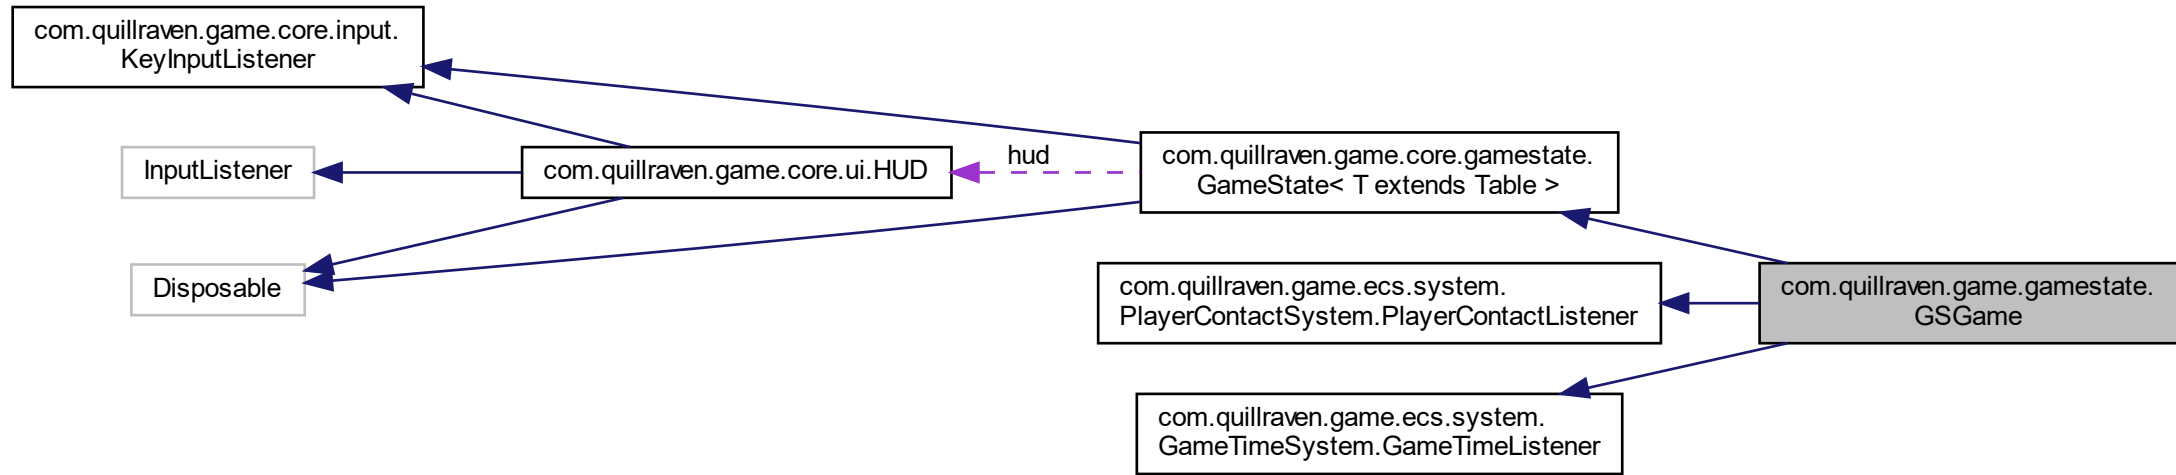 com.quillraven.game.core.input.
KeyInputListener
InputListener
com.quillraven.game.core.ui.HUD
hud
com.quillraven.game.core.gamestate.
GameState< T extends Table >
Disposable
com.quillraven.game.ecs.system.
PlayerContactSystem.PlayerContactListener
com.quillraven.game.gamestate.
GSGame
com.quillraven.game.ecs.system.
GameTimeSystem.GameTimeListener